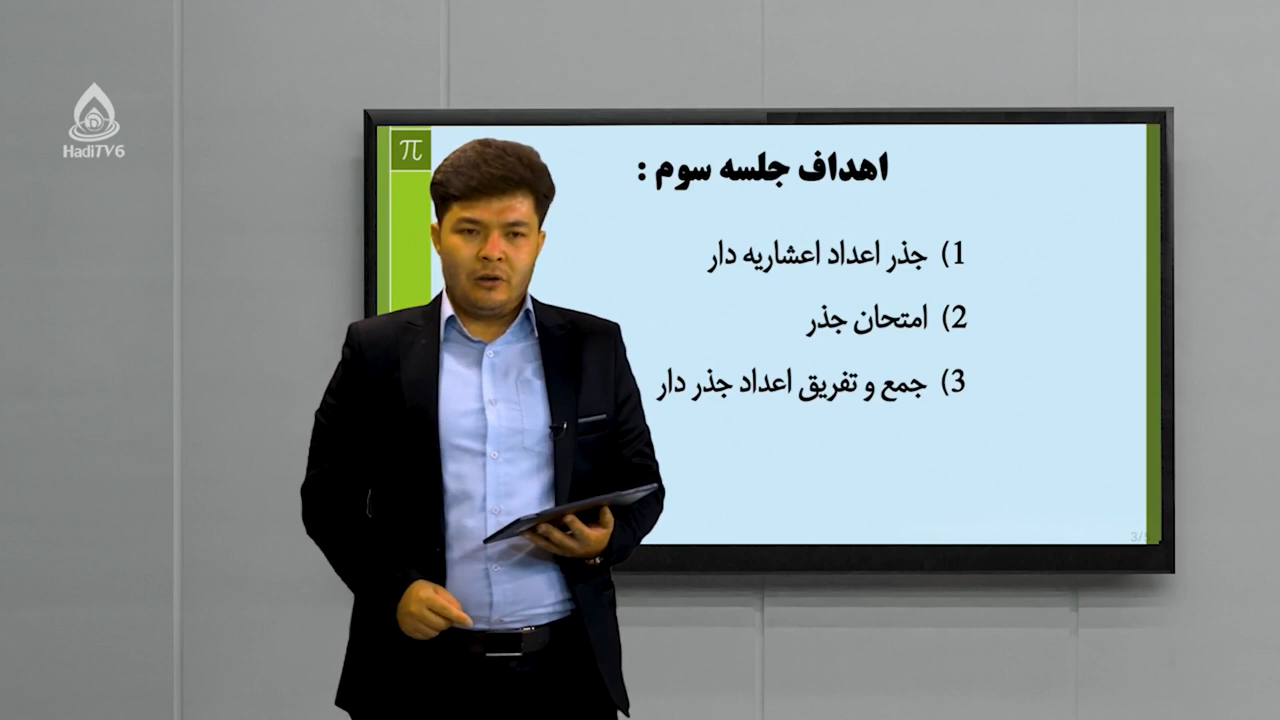 HadiTV6
π
اهداف جلسه سوم :
1) جذر اعداد اعشاریه دار
2) امتحان جذر
3) جمع و تفریق اعداد جذر دار